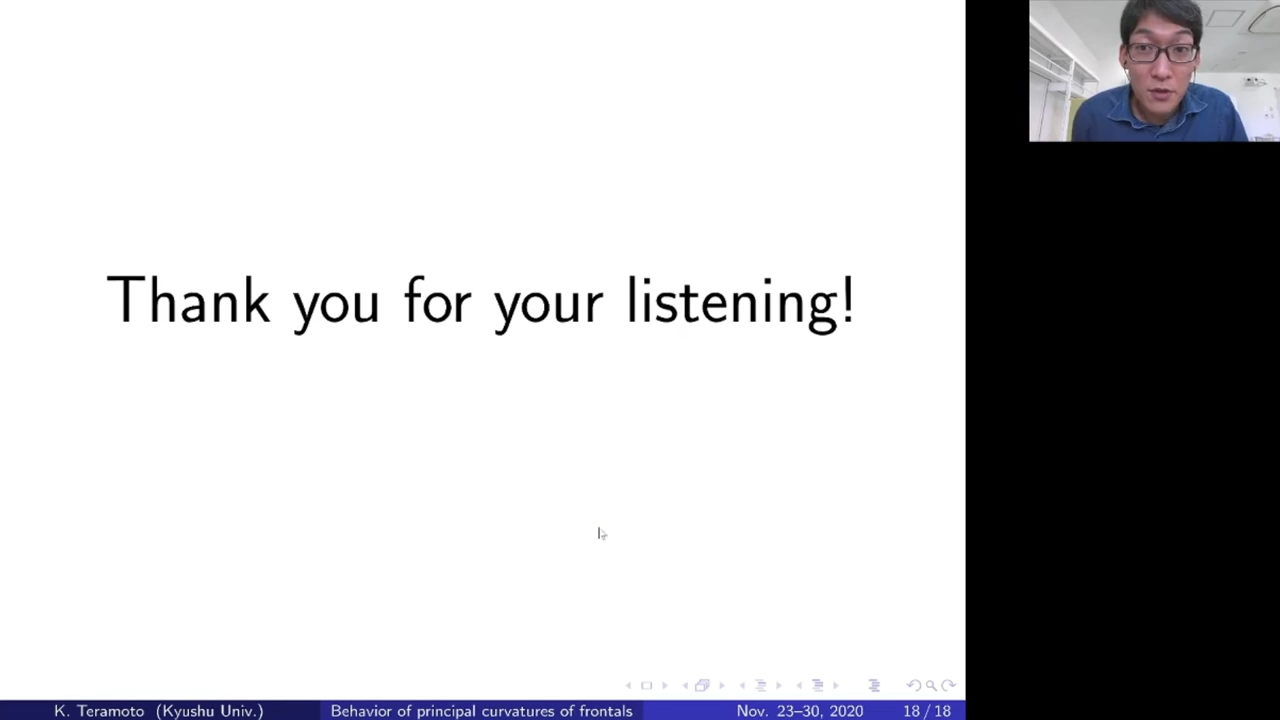 Thank you for your listening!
K. Teramoto (Kyushu Univ.)
Behavior of principal curvatures of frontals
Nov. 23–30, 2020
18 / 18